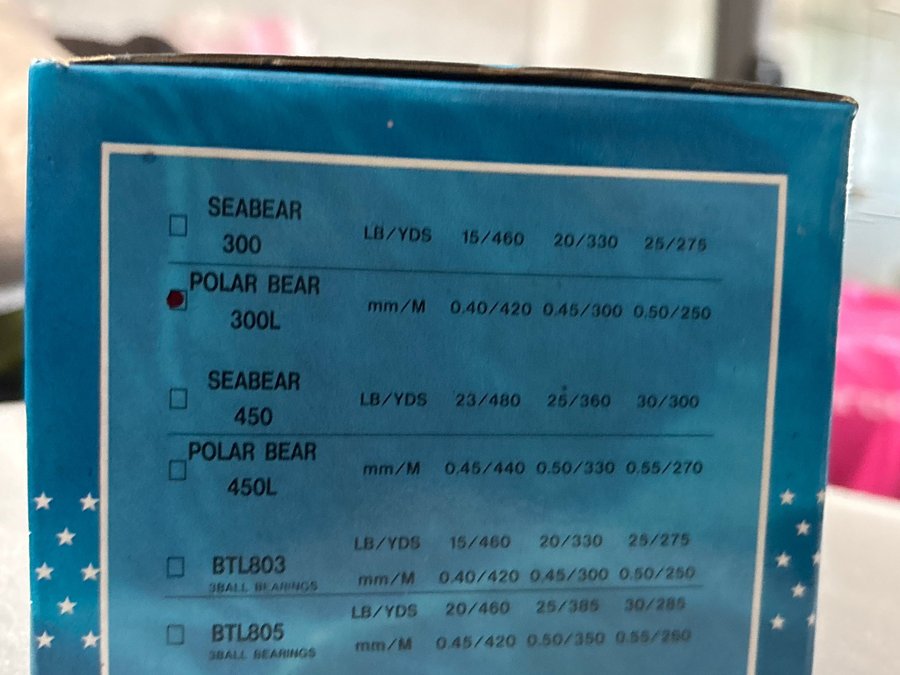 SEABEAR
300
LB/YDS 15/460 20/330 25/275
POLAR BEAR
300L
mm/M 0.40/420 0.45/300 0.50/250
SEABEAR
450
LB/YDS 23/480 25/360 30/300
POLAR BEAR
450L
mm/M 0.45/440 0.50/330 0.55/270
BTL803
3BALL BEARINGS
LB/YDS 15/460 20/330 25/275
mm/M 0.40/420 0.45/300 0.50/250
BTL805
3BALL BEARINGS
LB/YDS 20/460 25/385 30/285
mm/M 0.45/420 0.50/350 0.55/260